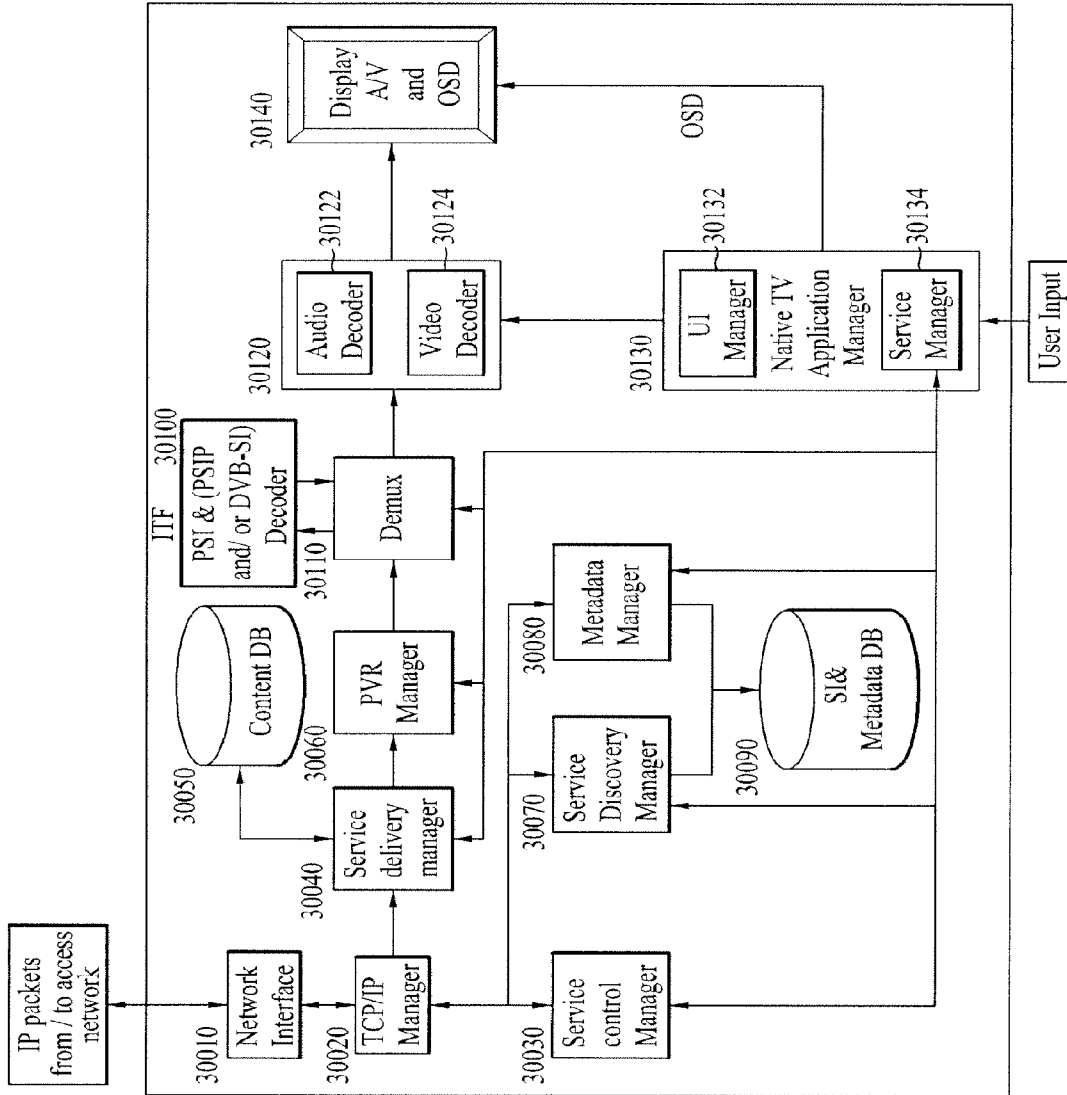 IP packets
from / to access
network
ITF
30010
Network
Interface
30020
TCP/IP
Manager
30030
Service
control
Manager
30040
Service
delivery
manager
30050
Content DB
30060
PVR
Manager
30070
Service
Discovery
Manager
30080
Metadata
Manager
30090
SI&
Metadata DB
30100
PSI & (PSIP
and/ or DVB-SI)
Decoder
30110
Demux
30120
Audio
Decoder
30122
Video
Decoder
30124
30130
UI
Manager
30132
Native TV
Application
Manager
Service
Manager
30134
User Input
OSD
30140
Display
A/V
and
OSD